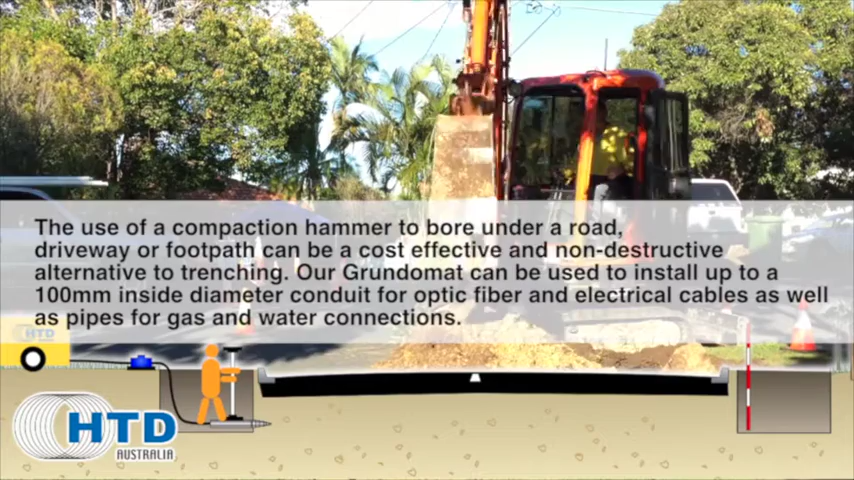 The use of a compaction hammer to bore under a road,
driveway or footpath can be a cost effective and non-destructive
alternative to trenching. Our Grundomat can be used to install up to a
100mm inside diameter conduit for optic fiber and electrical cables as well
as pipes for gas and water connections.
HTD
HTD
AUSTRALIA